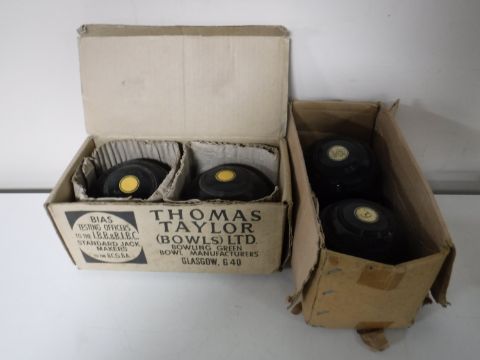 BIAS
TESTING OFFICERS
TO THE I.B.B. & B.I.B.C.
STANDARD JACK
MAKERS
TO THE W.C.G.B.A.
THOMAS
TAYLOR
(BOWLS) LTD.
BOWLING GREEN
BOWL MANUFACTURERS
GLASGOW, G40